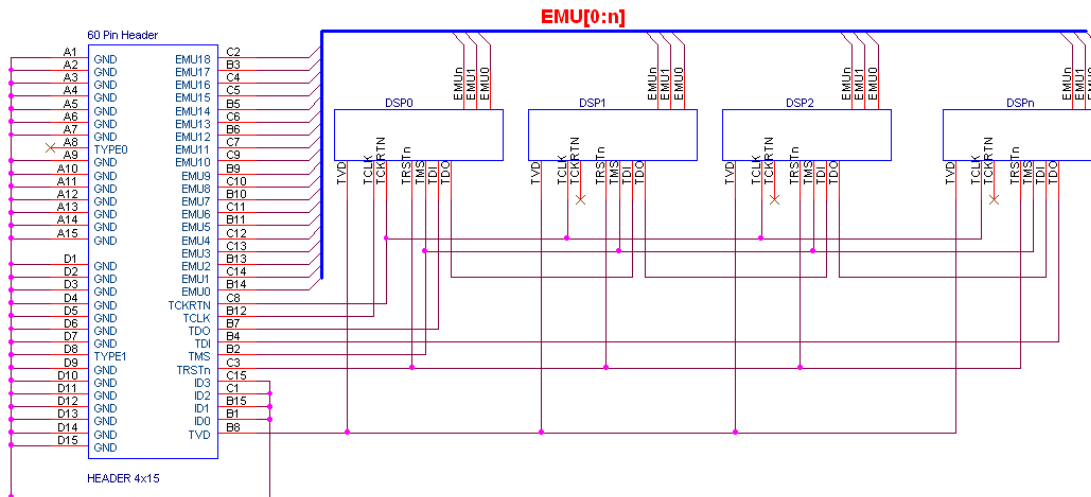 EMU[0:n]
60 Pin Header
A1 GND EMU18 C2
A2 GND EMU17 B3
A3 GND EMU16 C4
A4 GND EMU15 C5
A5 GND EMU14 B5
A6 GND EMU13 C6
A7 GND EMU12 B6
A8 TYPE0 EMU11 C7
A9 GND EMU10 C9
A10 GND EMU9 B9
A11 GND EMU8 C10
A12 GND EMU7 B10
A13 GND EMU6 C11
A14 GND EMU5 B11
A15 GND EMU4 C12
EMU3 C13
D1 GND EMU2 B13
D2 GND EMU1 C14
D3 GND EMU0 B14
D4 GND TCKRTN C8
D5 GND TCLK B12
D6 GND TDO B7
D7 GND TDI B4
D8 TYPE1 TMS B2
D9 GND TRSTn C3
D10 GND ID3 C15
D11 GND ID2 C1
D12 GND ID1 B15
D13 GND ID0 B1
D14 GND TVD B8
D15 GND
HEADER 4x15
EMUn EMU1 EMU0
DSP0
TVD TCLK TCKRTN TRSTn TMS TDI TDO
EMUn EMU1 EMU0
DSP1
TVD TCLK TCKRTN TRSTn TMS TDI TDO
EMUn EMU1 EMU0
DSP2
TVD TCLK TCKRTN TRSTn TMS TDI TDO
EMUn EMU1 EMU0
DSPn
TVD TCLK TCKRTN TRSTn TMS TDI TDO